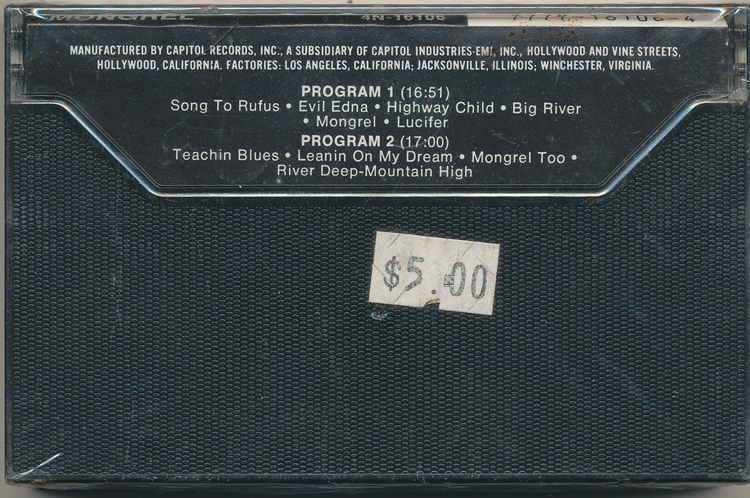 MONGREL 4N-16106
MANUFACTURED BY CAPITOL RECORDS, INC., A SUBSIDIARY OF CAPITOL INDUSTRIES-EMI, INC., HOLLYWOOD AND VINE STREETS,
HOLLYWOOD, CALIFORNIA. FACTORIES: LOS ANGELES, CALIFORNIA; JACKSONVILLE, ILLINOIS; WINCHESTER, VIRGINIA.
PROGRAM 1 (16:51)
Song To Rufus • Evil Edna • Highway Child • Big River
• Mongrel • Lucifer
PROGRAM 2 (17:00)
Teachin Blues • Leanin On My Dream • Mongrel Too •
River Deep-Mountain High
$5.00